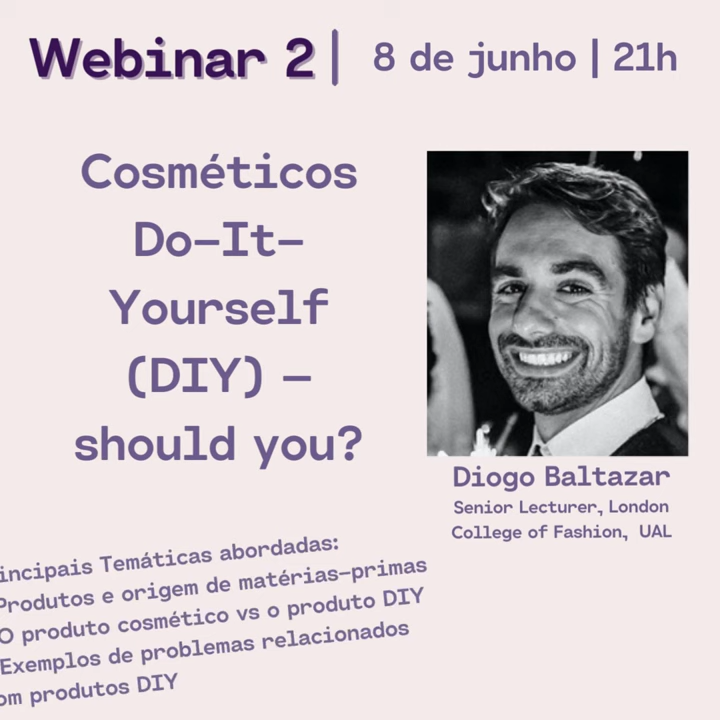 Webinar 2 | 8 de junho | 21h
Cosméticos
Do-It-
Yourself
(DIY) -
should you?
Diogo Baltazar
Senior Lecturer, London
College of Fashion, UAL
incipais Temáticas abordadas:
Produtos e origem de matérias-primas
O produto cosmético vs o produto DIY
Exemplos de problemas relacionados
om produtos DIY